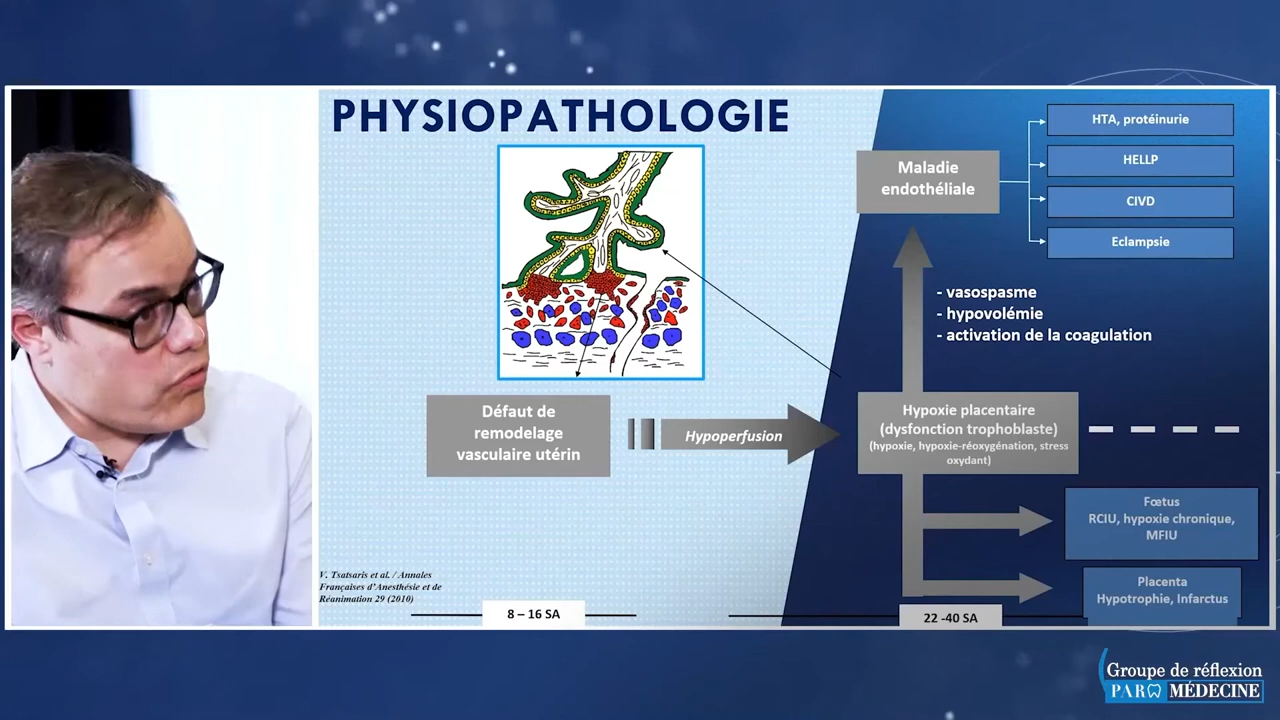 PHYSIOPATHOLOGIE
Maladie
endothéliale
HTA, protéinurie
HELLP
CIVD
Eclampsie
- vasospasme
- hypovolémie
- activation de la coagulation
Défaut de
remodelage
vasculaire utérin
Hypoperfusion
Hypoxie placentaire
(dysfonction trophoblaste)
(hypoxie, hypoxie-réoxygénation, stress
oxydant)
Fœtus
RCIU, hypoxie chronique,
MFIU
Placenta
Hypotrophie, Infarctus
V. Tsatsaris et al. / Annales
Françaises d'Anesthésie et de
Réanimation 29 (2010)
8 – 16 SA
22 -40 SA
Groupe de réflexion
PARO MÉDECINE